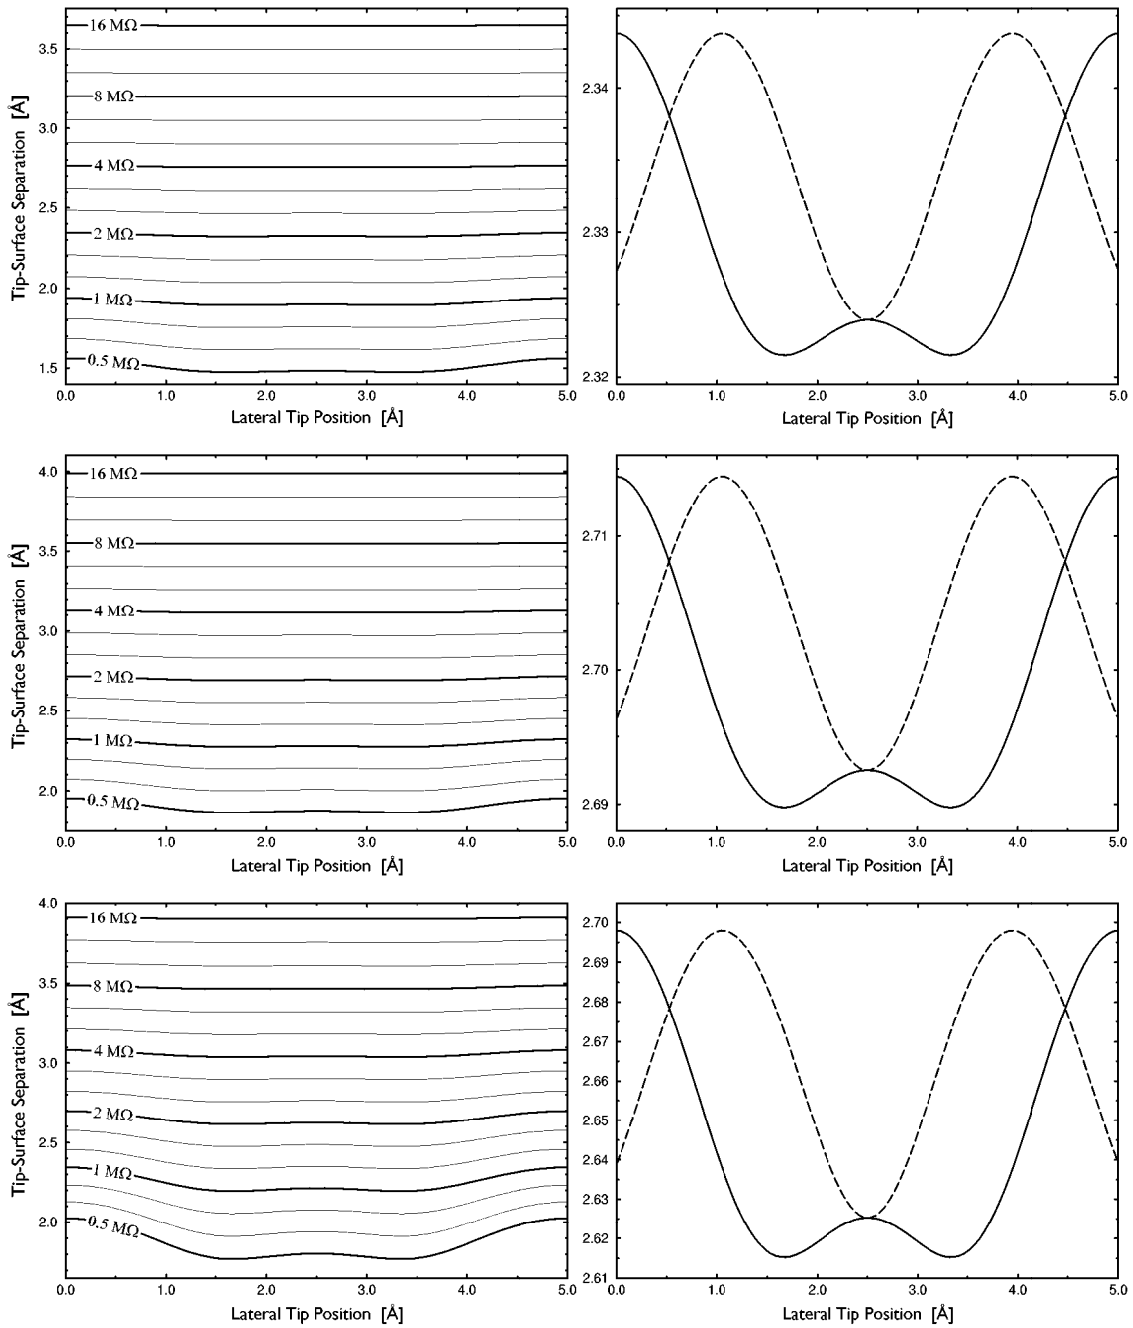 16 MΩ
8 MΩ
4 MΩ
2 MΩ
1 MΩ
0.5 MΩ
3.5
3.0
2.5
2.0
1.5
Tip-Surface Separation [Å]
0.0 1.0 2.0 3.0 4.0 5.0
Lateral Tip Position [Å]
2.34
2.33
2.32
0.0 1.0 2.0 3.0 4.0 5.0
Lateral Tip Position [Å]
16 MΩ
8 MΩ
4 MΩ
2 MΩ
1 MΩ
0.5 MΩ
4.0
3.5
3.0
2.5
2.0
Tip-Surface Separation [Å]
0.0 1.0 2.0 3.0 4.0 5.0
Lateral Tip Position [Å]
2.71
2.70
2.69
0.0 1.0 2.0 3.0 4.0 5.0
Lateral Tip Position [Å]
16 MΩ
8 MΩ
4 MΩ
2 MΩ
1 MΩ
0.5 MΩ
4.0
3.5
3.0
2.5
2.0
Tip-Surface Separation [Å]
0.0 1.0 2.0 3.0 4.0 5.0
Lateral Tip Position [Å]
2.70
2.69
2.68
2.67
2.66
2.65
2.64
2.63
2.62
2.61
0.0 1.0 2.0 3.0 4.0 5.0
Lateral Tip Position [Å]